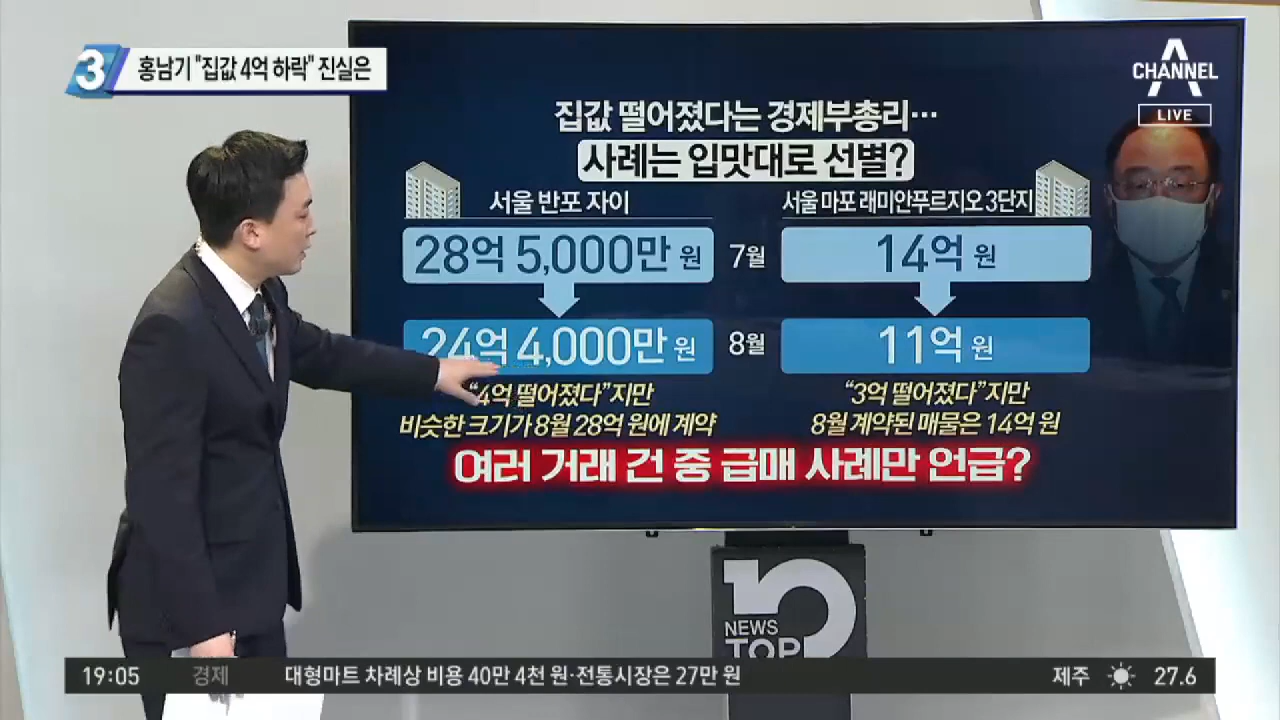 3
홍남기 "집값 4억 하락" 진실은
CHANNEL A
LIVE
집값 떨어졌다는 경제부총리…
사례는 입맛대로 선별?
서울 반포 자이
서울 마포 래미안푸르지오 3단지
28억 5,000만 원
7월
14억 원
24억 4,000만 원
8월
11억 원
“4억 떨어졌다”지만
비슷한 크기가 8월 28억 원에 계약
“3억 떨어졌다”지만
8월 계약된 매물은 14억 원
여러 거래 건 중 급매 사례만 언급?
NEWS
TOP
10
19:05
경제
대형마트 차례상 비용 40만 4천 원·전통시장은 27만 원
제주
27.6